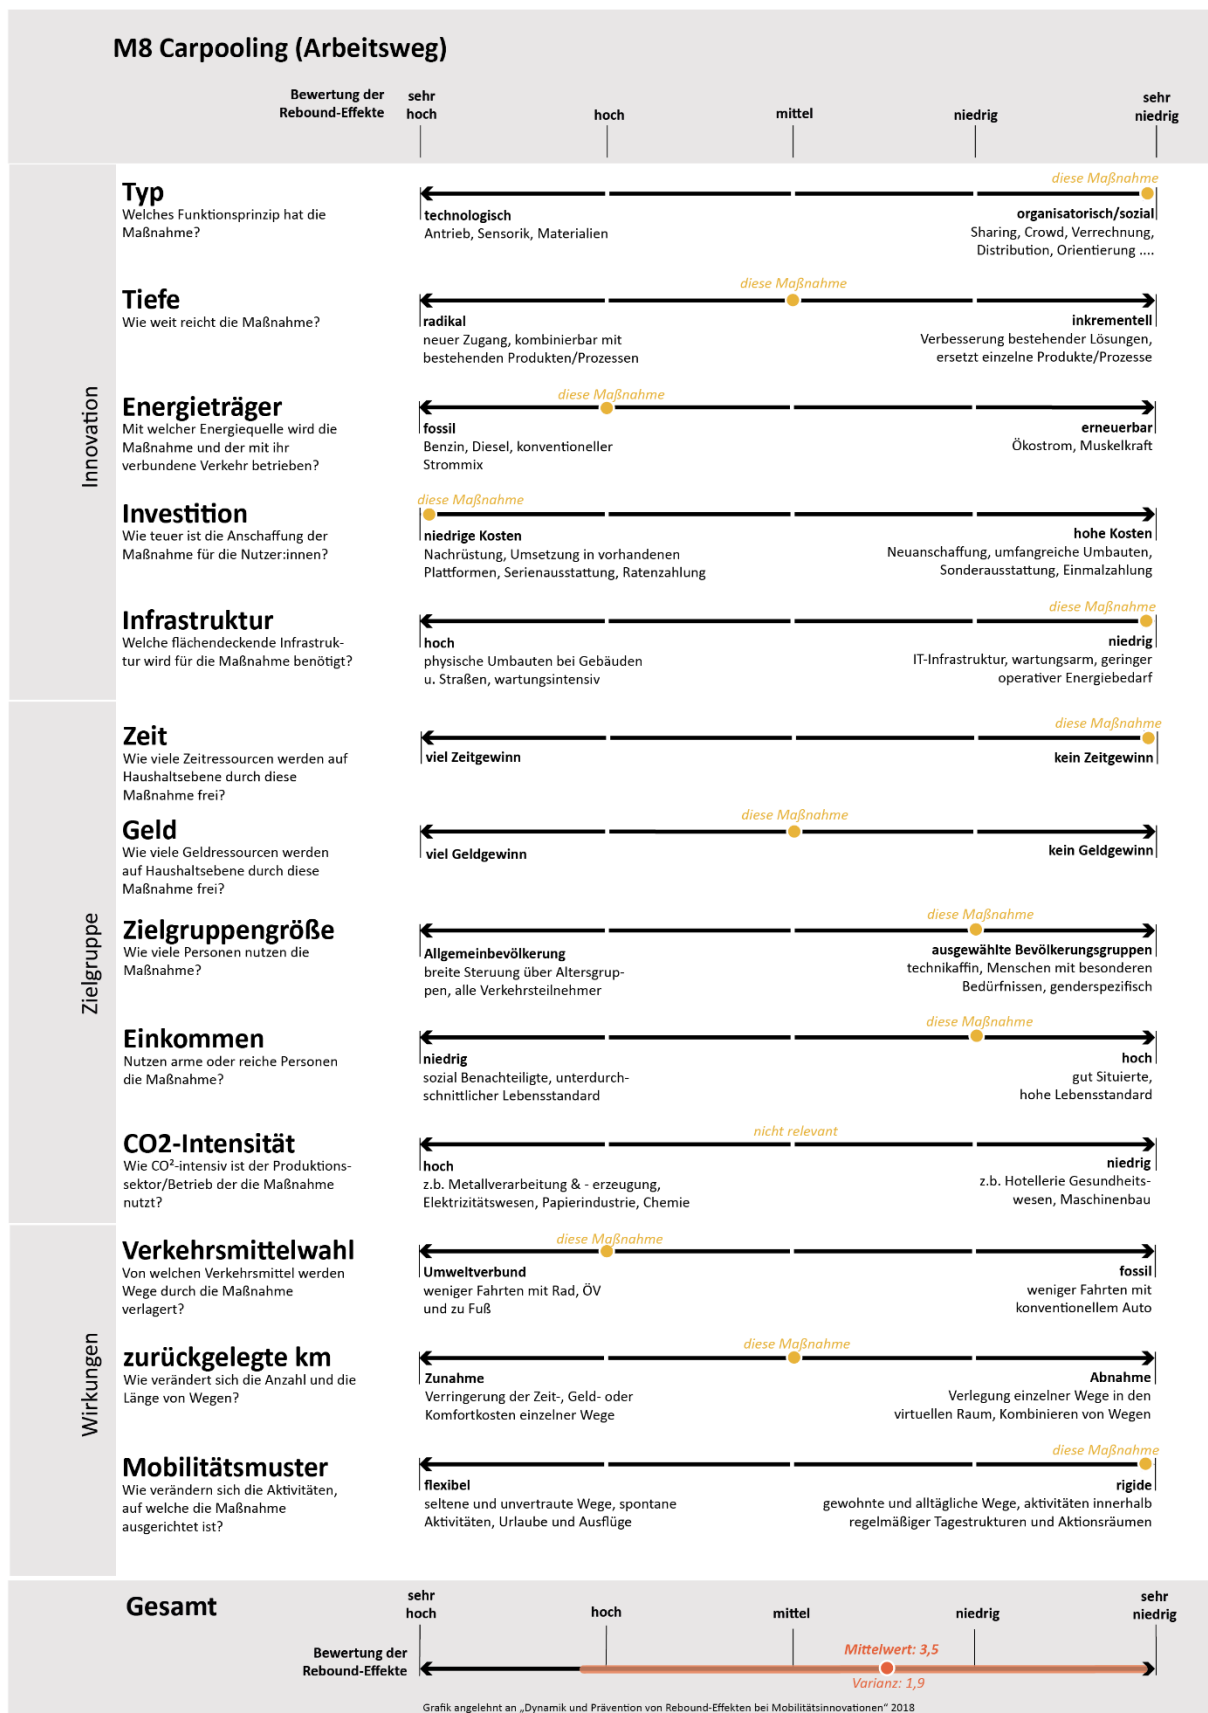 M8 Carpooling (Arbeitsweg)
Bewertung der
Rebound-Effekte
sehr
hoch
hoch
mittel
niedrig
sehr
niedrig
Innovation
Typ
Welches Funktionsprinzip hat die
Maßnahme?
diese Maßnahme
technologisch
Antrieb, Sensorik, Materialien
organisatorisch/sozial
Sharing, Crowd, Verrechnung,
Distribution, Orientierung ....
Tiefe
Wie weit reicht die Maßnahme?
diese Maßnahme
radikal
neuer Zugang, kombinierbar mit
bestehenden Produkten/Prozessen
inkrementell
Verbesserung bestehender Lösungen,
ersetzt einzelne Produkte/Prozesse
Energieträger
Mit welcher Energiequelle wird die
Maßnahme und der mit ihr
verbundene Verkehr betrieben?
diese Maßnahme
fossil
Benzin, Diesel, konventioneller
Strommix
erneuerbar
Ökostrom, Muskelkraft
Investition
Wie teuer ist die Anschaffung der
Maßnahme für die Nutzer:innen?
diese Maßnahme
niedrige Kosten
Nachrüstung, Umsetzung in vorhandenen
Plattformen, Serienausstattung, Ratenzahlung
hohe Kosten
Neuanschaffung, umfangreiche Umbauten,
Sonderausstattung, Einmalzahlung
Infrastruktur
Welche flächendeckende Infrastruk-
tur wird für die Maßnahme benötigt?
diese Maßnahme
hoch
physische Umbauten bei Gebäuden
u. Straßen, wartungsintensiv
niedrig
IT-Infrastruktur, wartungsarm, geringer
operativer Energiebedarf
Zielgruppe
Zeit
Wie viele Zeitressourcen werden auf
Haushaltsebene durch diese
Maßnahme frei?
diese Maßnahme
viel Zeitgewinn
kein Zeitgewinn
Geld
Wie viele Geldressourcen werden
auf Haushaltsebene durch diese
Maßnahme frei?
diese Maßnahme
viel Geldgewinn
kein Geldgewinn
Zielgruppengröße
Wie viele Personen nutzen die
Maßnahme?
diese Maßnahme
Allgemeinbevölkerung
breite Steruung über Altersgrup-
pen, alle Verkehrsteilnehmer
ausgewählte Bevölkerungsgruppen
technikaffin, Menschen mit besonderen
Bedürfnissen, genderspezifisch
Einkommen
Nutzen arme oder reiche Personen
die Maßnahme?
diese Maßnahme
niedrig
sozial Benachteiligte, unterdurch-
schnittlicher Lebensstandard
hoch
gut Situierte,
hohe Lebensstandard
CO2-Intensität
Wie CO²-intensiv ist der Produktions-
sektor/Betrieb der die Maßnahme
nutzt?
nicht relevant
hoch
z.b. Metallverarbeitung & - erzeugung,
Elektrizitätswesen, Papierindustrie, Chemie
niedrig
z.b. Hotellerie Gesundheits-
wesen, Maschinenbau
Wirkungen
Verkehrsmittelwahl
Von welchen Verkehrsmittel werden
Wege durch die Maßnahme
verlagert?
diese Maßnahme
Umweltverbund
weniger Fahrten mit Rad, ÖV
und zu Fuß
fossil
weniger Fahrten mit
konventionellem Auto
zurückgelegte km
Wie verändert sich die Anzahl und die
Länge von Wegen?
diese Maßnahme
Zunahme
Verringerung der Zeit-, Geld- oder
Komfortkosten einzelner Wege
Abnahme
Verlegung einzelner Wege in den
virtuellen Raum, Kombinieren von Wegen
Mobilitätsmuster
Wie verändern sich die Aktivitäten,
auf welche die Maßnahme
ausgerichtet ist?
diese Maßnahme
flexibel
seltene und unvertraute Wege, spontane
Aktivitäten, Urlaube und Ausflüge
rigide
gewohnte und alltägliche Wege, aktivitäten innerhalb
regelmäßiger Tagestrukturen und Aktionsräumen
Gesamt
sehr
hoch
hoch
mittel
niedrig
sehr
niedrig
Bewertung der
Rebound-Effekte
Mittelwert: 3,5
Varianz: 1,9
Grafik angelehnt an „Dynamik und Prävention von Rebound-Effekten bei Mobilitätsinnovationen“ 2018